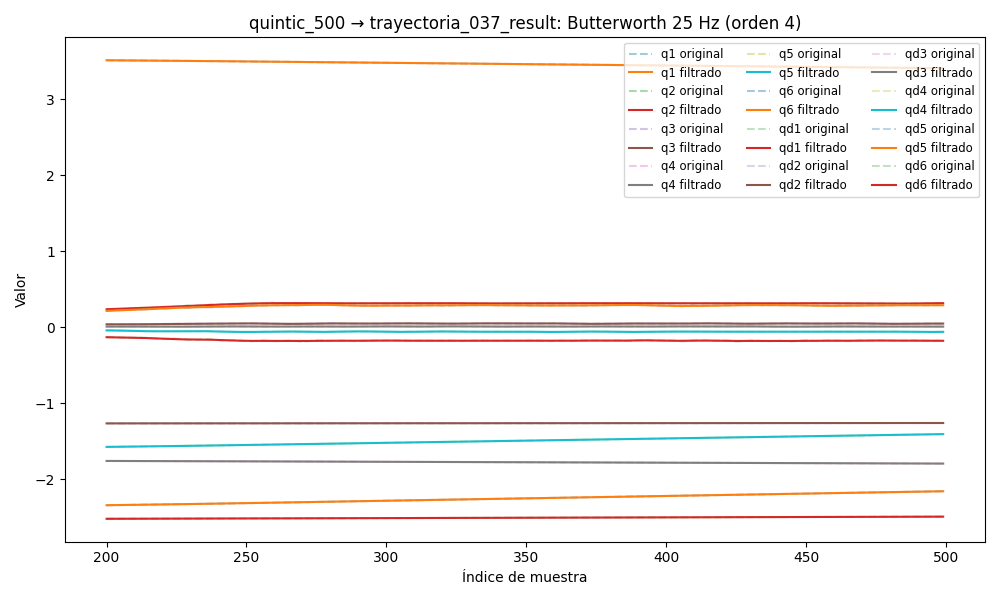 quintic_500 → trayectoria_037_result: Butterworth 25 Hz (orden 4)
q1 original
q1 filtrado
q2 original
q2 filtrado
q3 original
q3 filtrado
q4 original
q4 filtrado
q5 original
q5 filtrado
q6 original
q6 filtrado
qd1 original
qd1 filtrado
qd2 original
qd2 filtrado
qd3 original
qd3 filtrado
qd4 original
qd4 filtrado
qd5 original
qd5 filtrado
qd6 original
qd6 filtrado
Valor
3
2
1
0
−1
−2
200
250
300
350
400
450
500
Índice de muestra